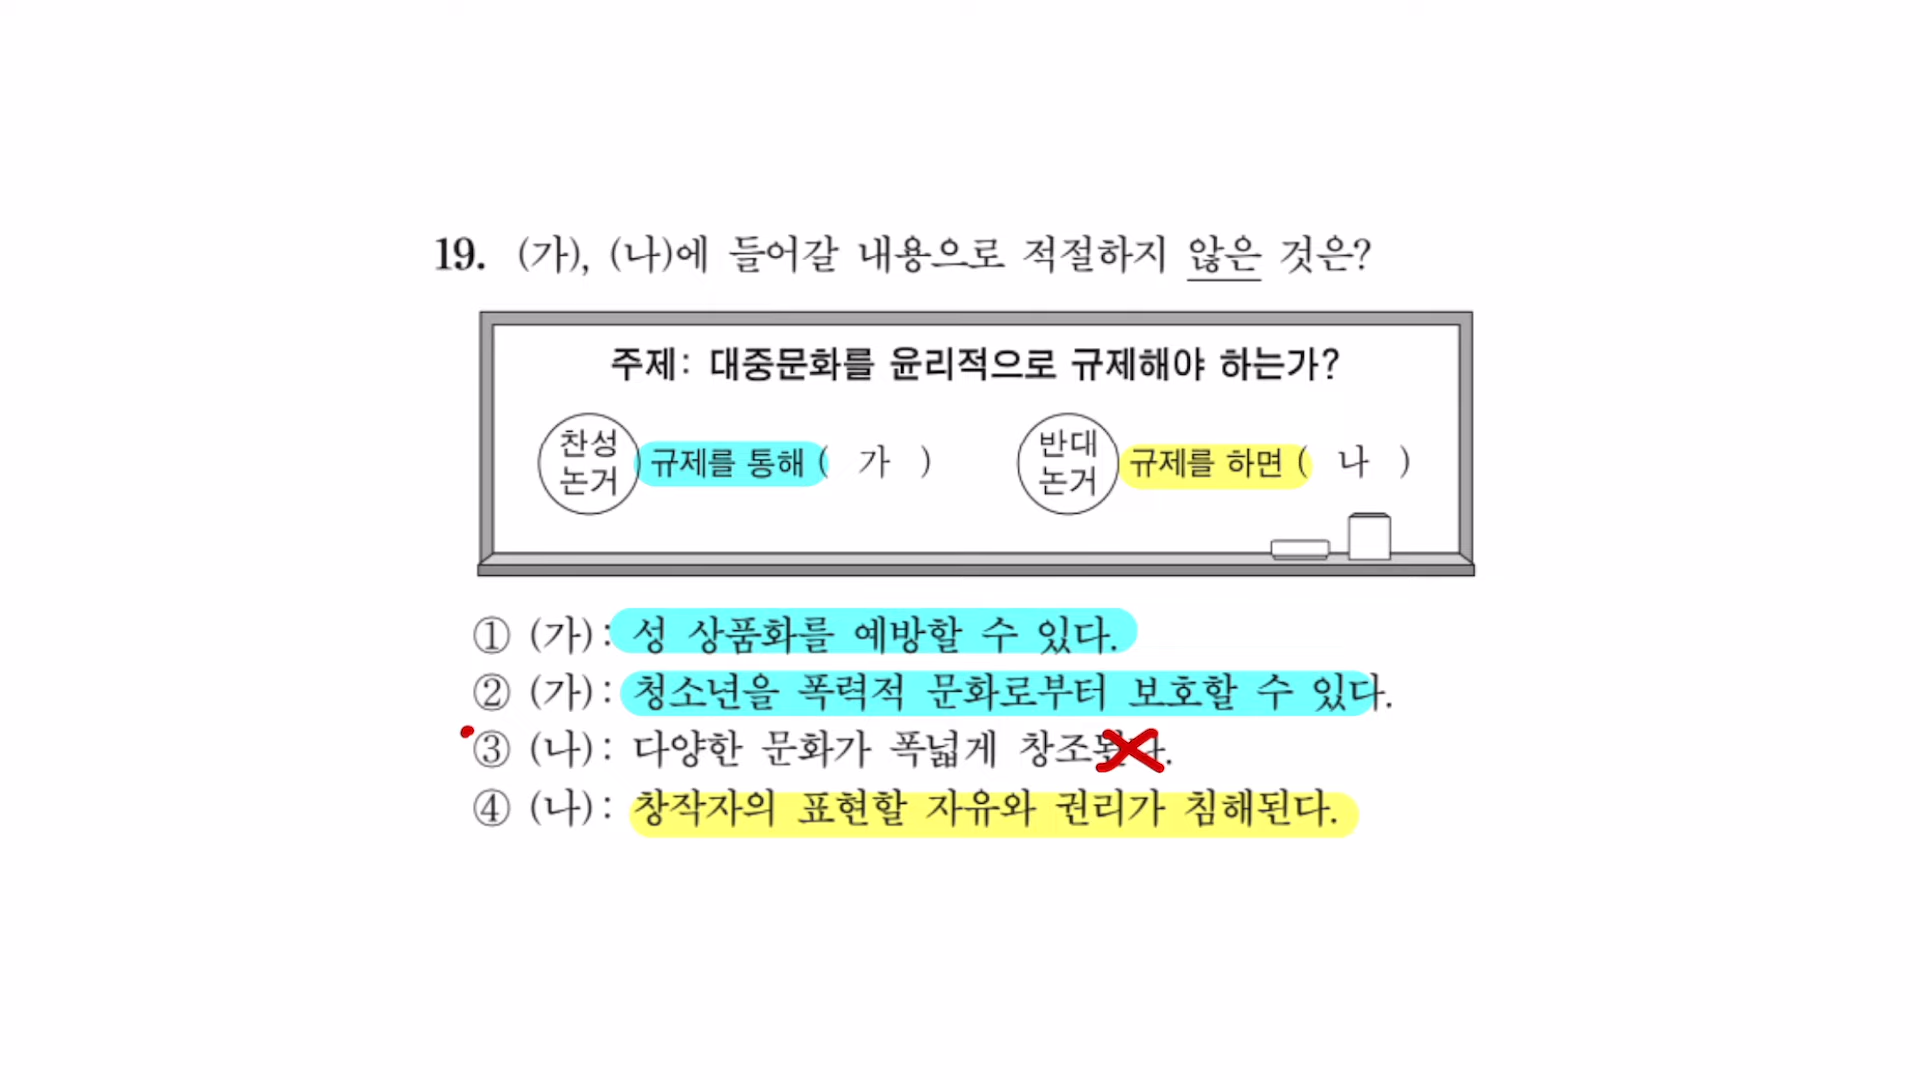 19. (가), (나)에 들어갈 내용으로 적절하지 않은 것은?
주제: 대중문화를 윤리적으로 규제해야 하는가?
찬성 논거 규제를 통해 ( 가 )
반대 논거 규제를 하면 ( 나 )
① (가): 성 상품화를 예방할 수 있다.
② (가): 청소년을 폭력적 문화로부터 보호할 수 있다.
③ (나): 다양한 문화가 폭넓게 창조된다.
④ (나): 창작자의 표현할 자유와 권리가 침해된다.